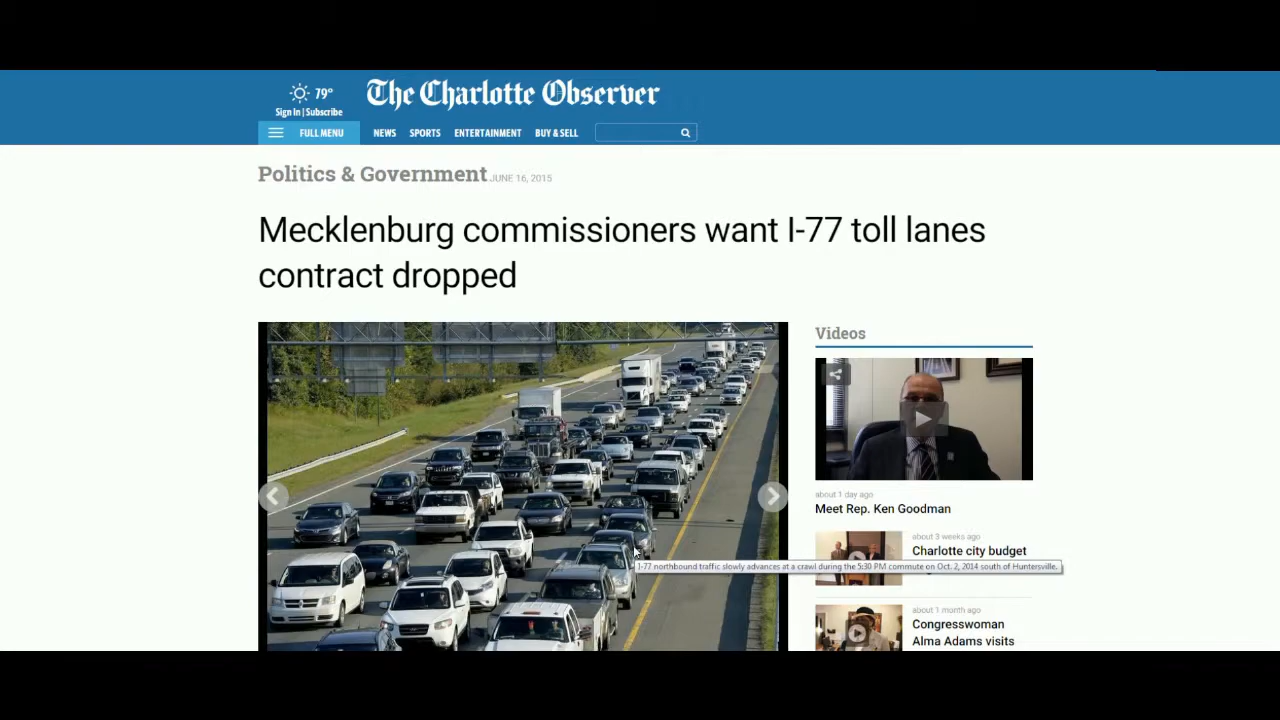 79°
The Charlotte Observer
Sign In | Subscribe
FULL MENU NEWS SPORTS ENTERTAINMENT BUY & SELL
Politics & Government JUNE 16, 2015
Mecklenburg commissioners want I-77 toll lanes
contract dropped
Videos
about 1 day ago
Meet Rep. Ken Goodman
about 3 weeks ago
Charlotte city budget
I-77 northbound traffic slowly advances at a crawl during the 5:30 PM commute on Oct. 2, 2014 south of Huntersville.
about 1 month ago
Congresswoman
Alma Adams visits